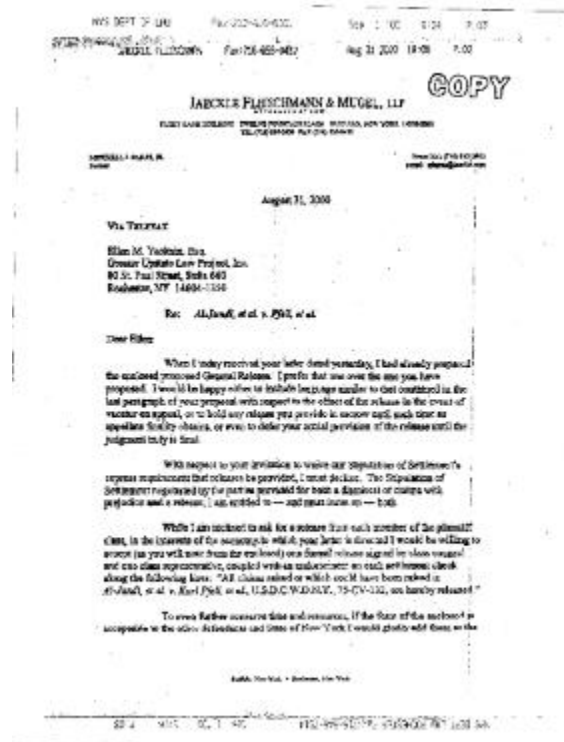 NYS DEPT OF LAW
Aug 31 2000
P.02
COPY
JAECKLE FLEISCHMANN & MUGEL, LLP
August 31, 2000
VIA TELEFAX
Ellen M. Yacknin, Esq.
Greater Upstate Law Project, Inc.
80 St. Paul Street, Suite 660
Rochester, NY 14604-1350
Re: Al-Jundi, et al. v. Pfeil, et al.
Dear Ellen:
When I today received your letter dated yesterday, I had already prepared
the enclosed proposed General Release. I prefer that one over the one you have
proposed. I would be happy either to include language similar to that contained in the
last paragraph of your proposal with respect to the effect of the release in the event of
vacatur on appeal, or to hold any release you provide in escrow until such time as
appellate finality obtains, or even to defer your actual provision of the release until the
judgment truly is final.
With respect to your invitation to waive our Stipulation of Settlement's
express requirement that releases be provided, I must decline. The Stipulation of
Settlement negotiated by the parties provided for both a dismissal of claims with
prejudice and a release. I am entitled to — and must insist on — both.
While I am inclined to ask for a release from each member of the plaintiff
class, in the interests of the economy to which your letter is directed I would be willing to
accept (as you will note from the enclosed) one formal release signed by class counsel
and one class representative, coupled with an endorsement on each settlement check
along the following lines: "All claims raised or which could have been raised in
Al-Jundi, et al. v. Karl Pfeil, et al., U.S.D.C.W.D.N.Y., 75-CV-132, are hereby released."
To even further conserve time and resources, if the form of the enclosed is
acceptable to the other defendants and State of New York I would gladly add them as the